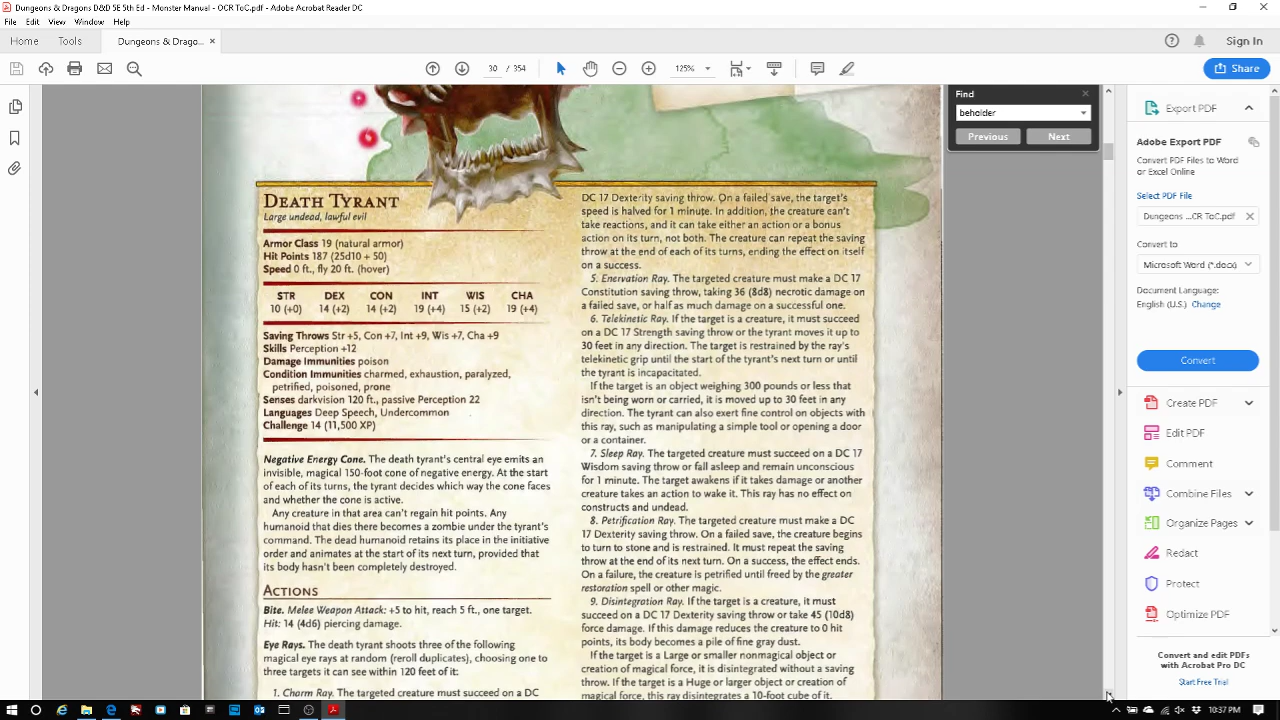 Dungeons & Dragons D&D 5E 5th Ed - Monster Manual - OCR ToC.pdf - Adobe Acrobat Reader DC
File Edit View Window Help
Home Tools Dungeons & Drago... × Sign In
30 / 354 125% Share
Find
beholder
Previous Next
DEATH TYRANT
Large undead, lawful evil
Armor Class 19 (natural armor)
Hit Points 187 (25d10 + 50)
Speed 0 ft., fly 20 ft. (hover)
STR DEX CON INT WIS CHA
10 (+0) 14 (+2) 14 (+2) 19 (+4) 15 (+2) 19 (+4)
Saving Throws Str +5, Con +7, Int +9, Wis +7, Cha +9
Skills Perception +12
Damage Immunities poison
Condition Immunities charmed, exhaustion, paralyzed,
petrified, poisoned, prone
Senses darkvision 120 ft., passive Perception 22
Languages Deep Speech, Undercommon
Challenge 14 (11,500 XP)
Negative Energy Cone. The death tyrant's central eye emits an
invisible, magical 150-foot cone of negative energy. At the start
of each of its turns, the tyrant decides which way the cone faces
and whether the cone is active.
Any creature in that area can't regain hit points. Any
humanoid that dies there becomes a zombie under the tyrant's
command. The dead humanoid retains its place in the initiative
order and animates at the start of its next turn, provided that
its body hasn't been completely destroyed.
ACTIONS
Bite. Melee Weapon Attack: +5 to hit, reach 5 ft., one target.
Hit: 14 (4d6) piercing damage.
Eye Rays. The death tyrant shoots three of the following
magical eye rays at random (reroll duplicates), choosing one to
three targets it can see within 120 feet of it:
1. Charm Ray. The targeted creature must succeed on a DC
DC 17 Dexterity saving throw. On a failed save, the target's
speed is halved for 1 minute. In addition, the creature can't
take reactions, and it can take either an action or a bonus
action on its turn, not both. The creature can repeat the saving
throw at the end of each of its turns, ending the effect on itself
on a success.
5. Enervation Ray. The targeted creature must make a DC 17
Constitution saving throw, taking 36 (8d8) necrotic damage on
a failed save, or half as much damage on a successful one.
6. Telekinetic Ray. If the target is a creature, it must succeed
on a DC 17 Strength saving throw or the tyrant moves it up to
30 feet in any direction. The target is restrained by the ray's
telekinetic grip until the start of the tyrant's next turn or until
the tyrant is incapacitated.
If the target is an object weighing 300 pounds or less that
isn't being worn or carried, it is moved up to 30 feet in any
direction. The tyrant can also exert fine control on objects with
this ray, such as manipulating a simple tool or opening a door
or a container.
7. Sleep Ray. The targeted creature must succeed on a DC 17
Wisdom saving throw or fall asleep and remain unconscious
for 1 minute. The target awakens if it takes damage or another
creature takes an action to wake it. This ray has no effect on
constructs and undead.
8. Petrification Ray. The targeted creature must make a DC
17 Dexterity saving throw. On a failed save, the creature begins
to turn to stone and is restrained. It must repeat the saving
throw at the end of its next turn. On a success, the effect ends.
On a failure, the creature is petrified until freed by the greater
restoration spell or other magic.
9. Disintegration Ray. If the target is a creature, it must
succeed on a DC 17 Dexterity saving throw or take 45 (10d8)
force damage. If this damage reduces the creature to 0 hit
points, its body becomes a pile of fine gray dust.
If the target is a Large or smaller nonmagical object or
creation of magical force, it is disintegrated without a saving
throw. If the target is a Huge or larger object or creation of
magical force, this ray disintegrates a 10-foot cube of it.
Export PDF
Adobe Export PDF
Convert PDF Files to Word
or Excel Online
Select PDF File
Dungeons ...CR ToC.pdf
Convert to
Microsoft Word (*.docx)
Document Language:
English (U.S.) Change
Convert
Create PDF
Edit PDF
Comment
Combine Files
Organize Pages
Redact
Protect
Optimize PDF
Convert and edit PDFs
with Acrobat Pro DC
Start Free Trial
10:37 PM